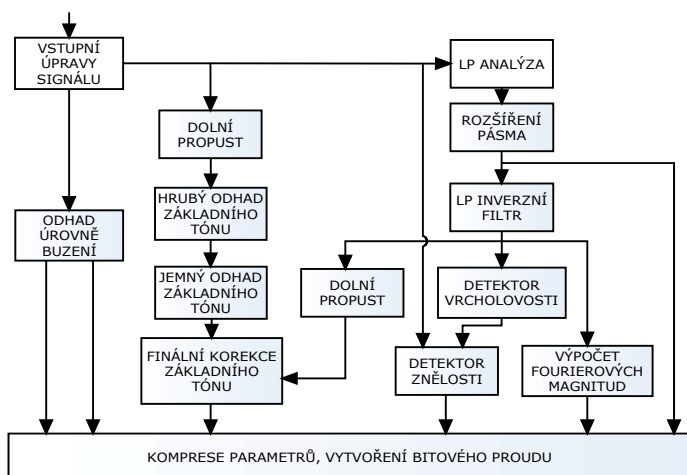 VSTUPNÍ
ÚPRAVY
SIGNÁLU
LP ANALÝZA
DOLNÍ
PROPUST
ROZŠÍŘENÍ
PÁSMA
HRUBÝ ODHAD
ZÁKLADNÍHO
TÓNU
LP INVERZNÍ
FILTR
ODHAD
ÚROVNĚ
BUZENÍ
JEMNÝ ODHAD
ZÁKLADNÍHO
TÓNU
DOLNÍ
PROPUST
DETEKTOR
VRCHOLOVOSTI
FINÁLNÍ KOREKCE
ZÁKLADNÍHO
TÓNU
DETEKTOR
ZNĚLOSTI
VÝPOČET
FOURIEROVÝCH
MAGNITUD
KOMPRESE PARAMETRŮ, VYTVOŘENÍ BITOVÉHO PROUDU